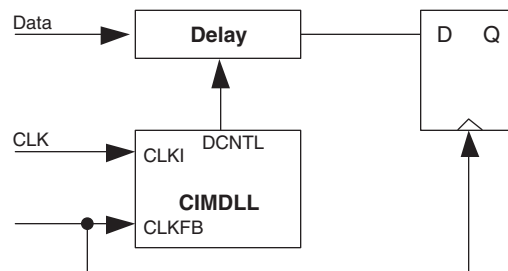 Data
Delay
D Q
CLK
DCNTL
CLKI
CIMDLL
CLKFB